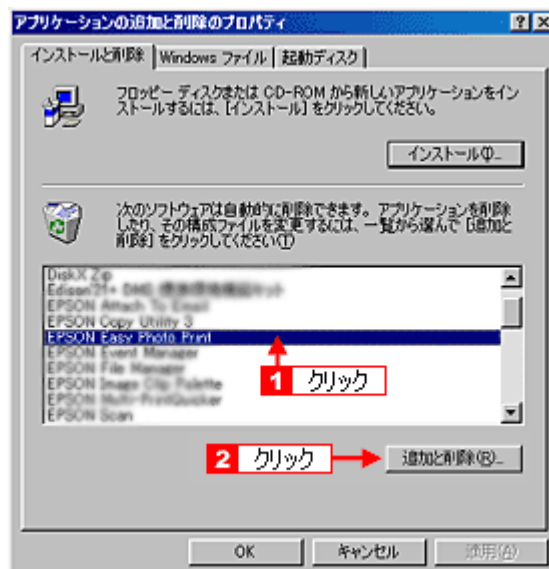 アプリケーションの追加と削除のプロパティ
インストールと削除 Windows ファイル 起動ディスク
フロッピー ディスクまたは CD-ROM から新しいアプリケーションをイン
ストールするには、[インストール] をクリックしてください。
インストール(I)...
次のソフトウェアは自動的に削除できます。アプリケーションを削除
したり、その構成ファイルを変更するには、一覧から選んで [追加と
削除] をクリックしてください(T)
DiskX Zip
EPSON Attach To Email
EPSON Copy Utility 3
EPSON Easy Photo Print
EPSON Event Manager
EPSON File Manager
EPSON Image Clip Palette
EPSON Multi-PrintQuicker
EPSON Scan
1 クリック
2 クリック
追加と削除(R)...
OK キャンセル 適用(A)